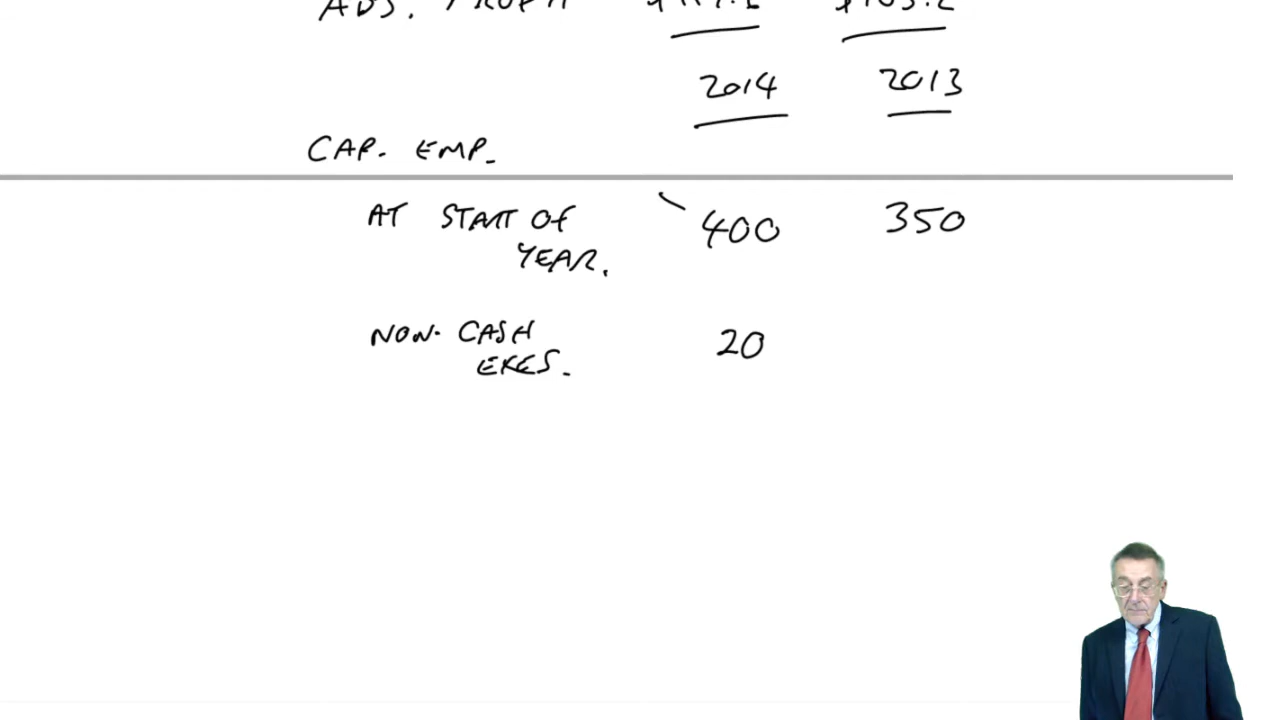 2014 2013
CAP. EMP.
AT START OF 400 350
YEAR.
NON-CASH 20
EXES.